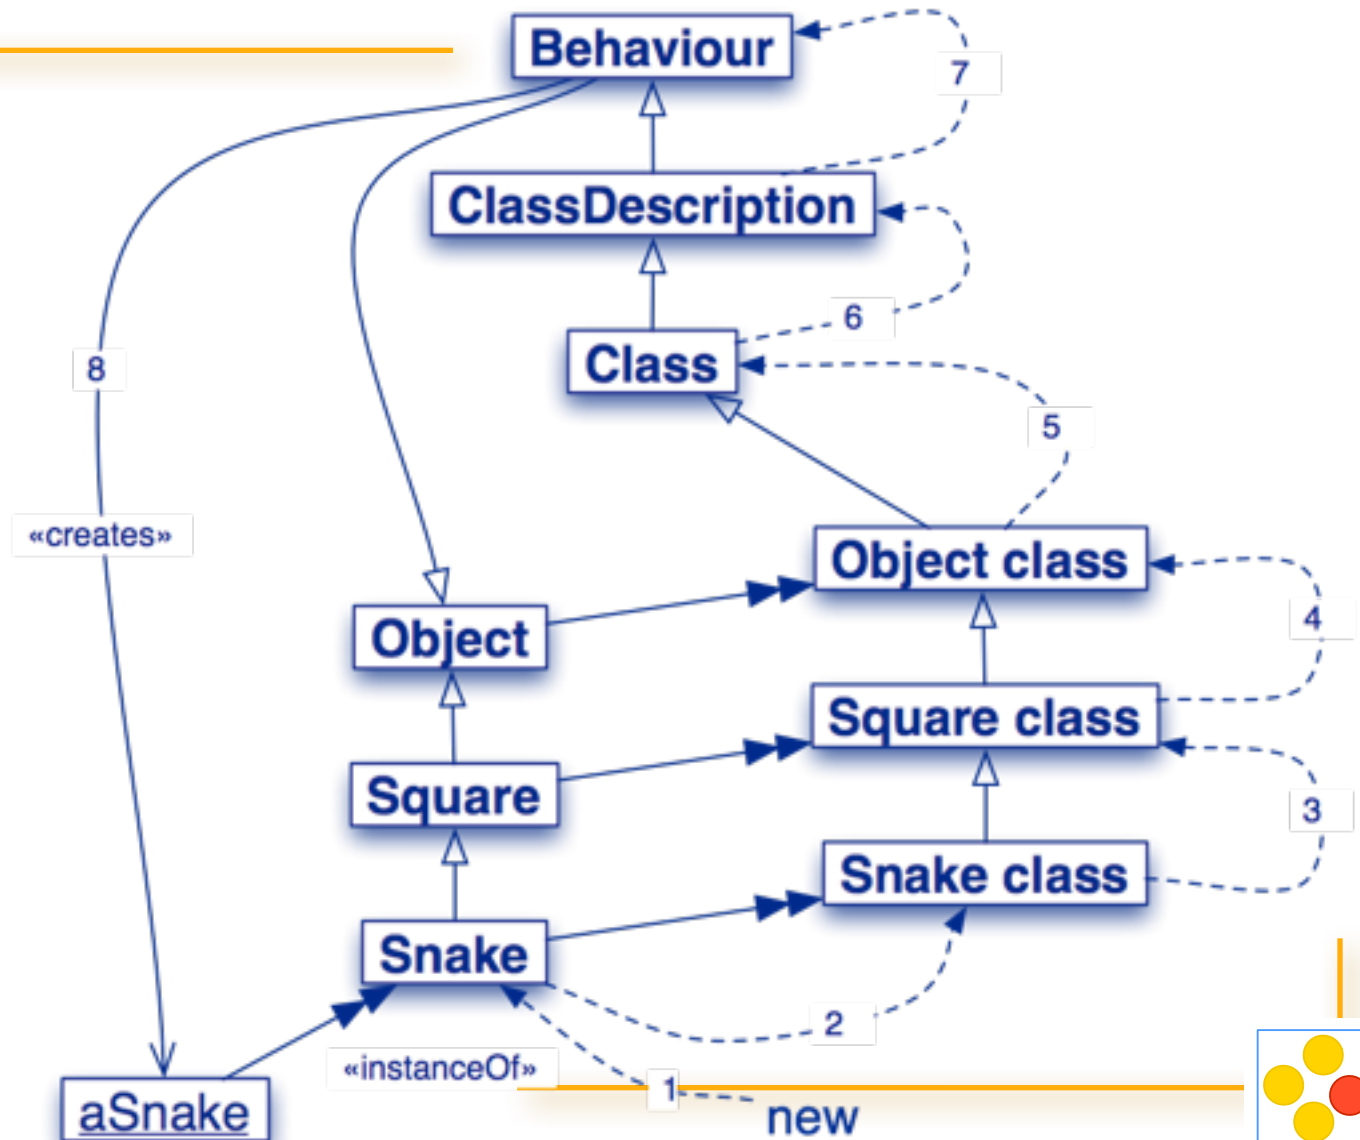 Behaviour
7
ClassDescription
6
8
Class
5
«creates»
Object class
4
Object
Square class
Square
3
Snake class
Snake
2
«instanceOf»
1
new
aSnake